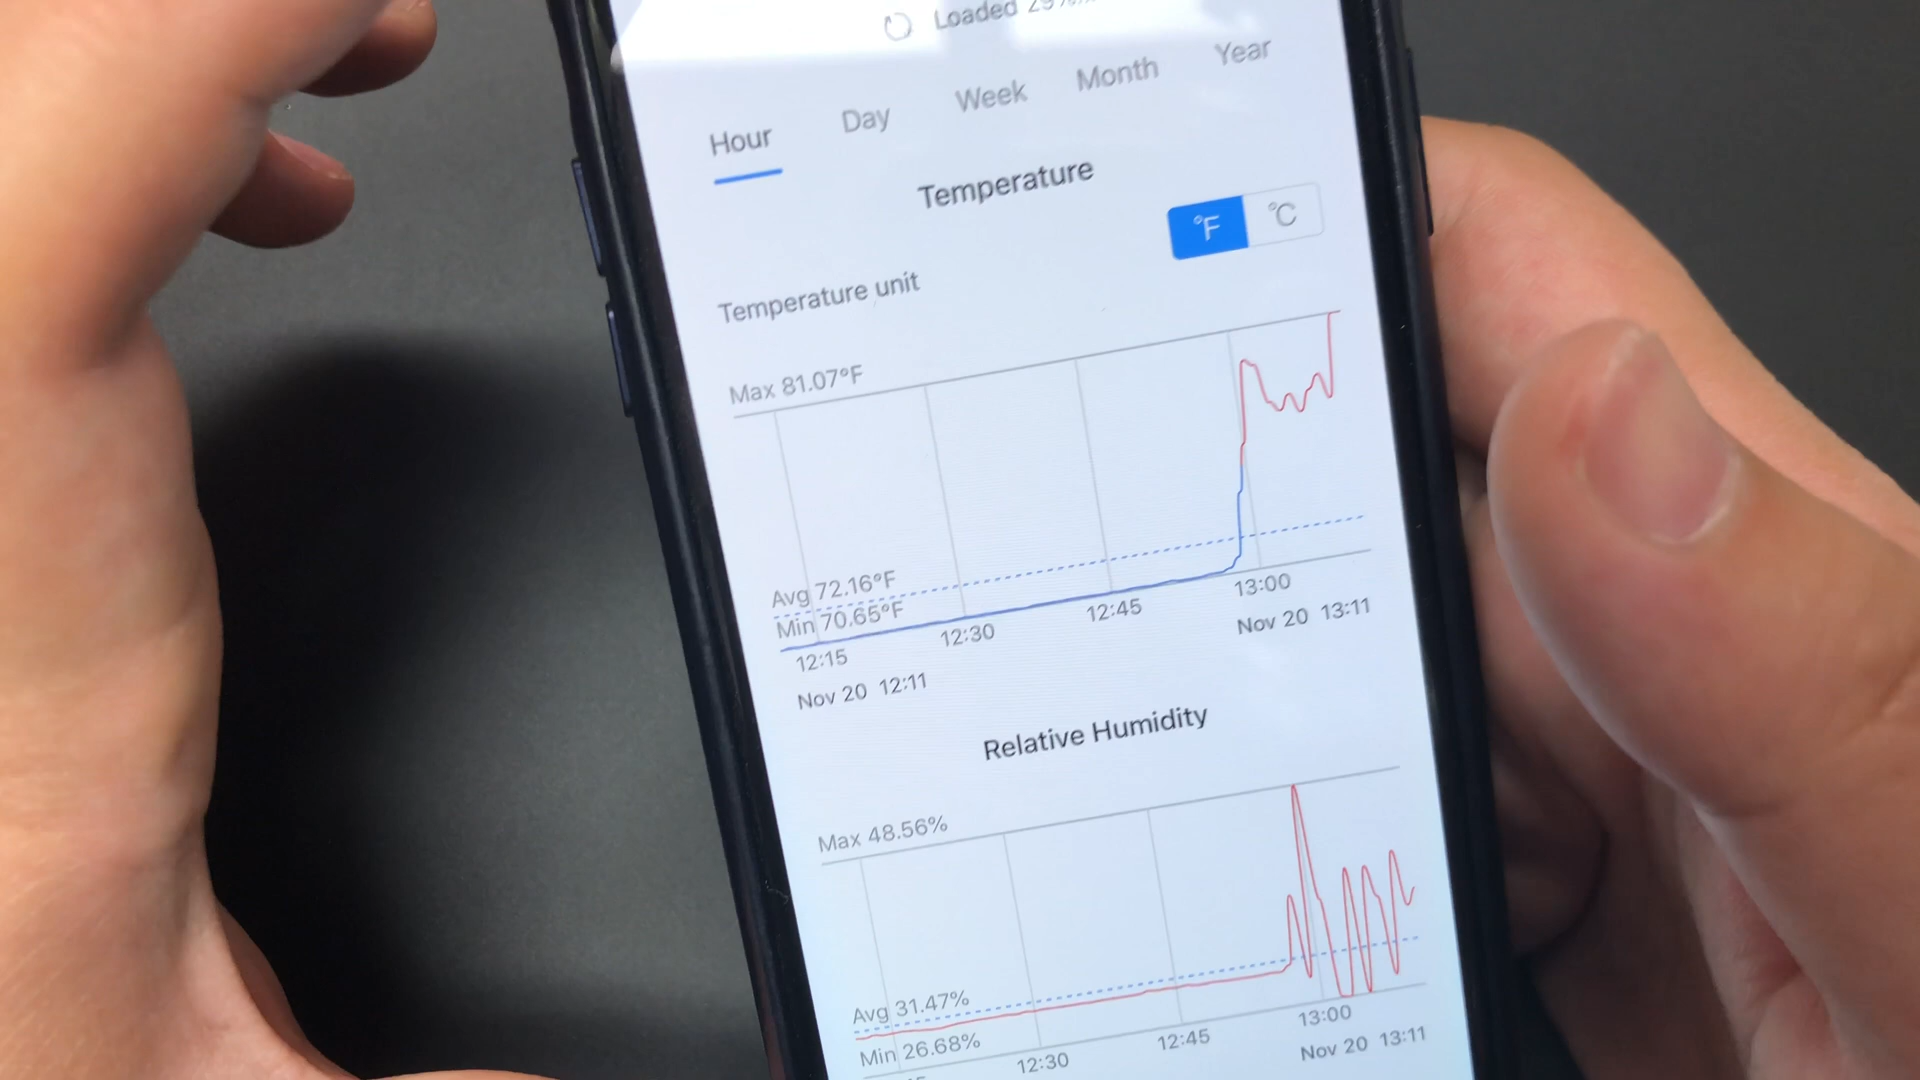 Loaded
Hour Day Week Month Year
Temperature
°F °C
Temperature unit
Max 81.07°F
Avg 72.16°F
Min 70.65°F
12:15 12:30 12:45 13:00
Nov 20 12:11 Nov 20 13:11
Relative Humidity
Max 48.56%
Avg 31.47%
Min 26.68%
12:30 12:45 13:00
Nov 20 13:11